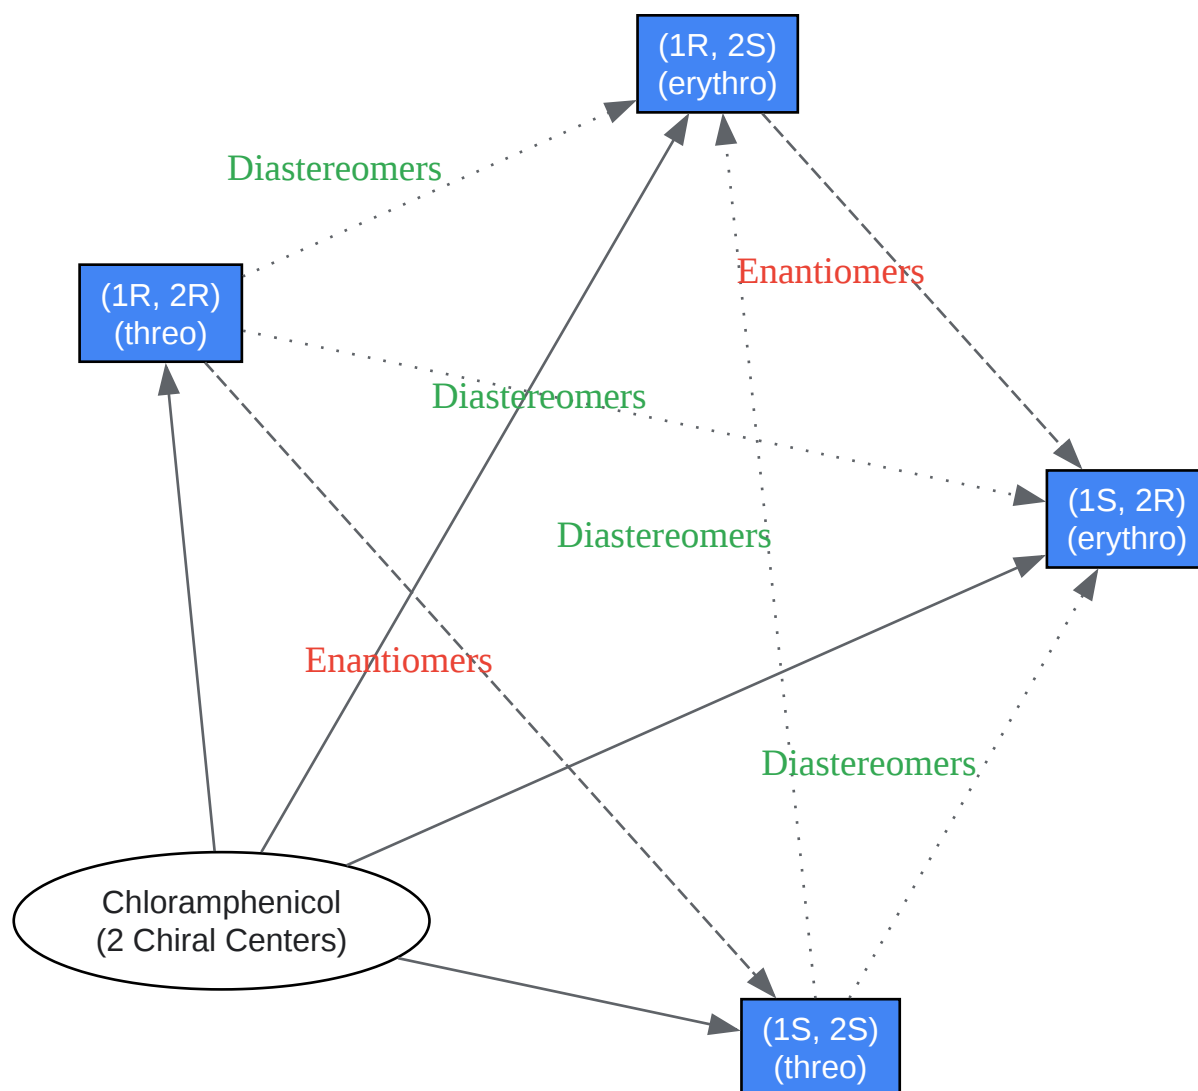 (1R, 2S)
(erythro)
Diastereomers
Enantiomers
(1R, 2R)
(threo)
Diastereomers
(1S, 2R)
(erythro)
Diastereomers
Enantiomers
Diastereomers
Chloramphenicol
(2 Chiral Centers)
(1S, 2S)
(threo)